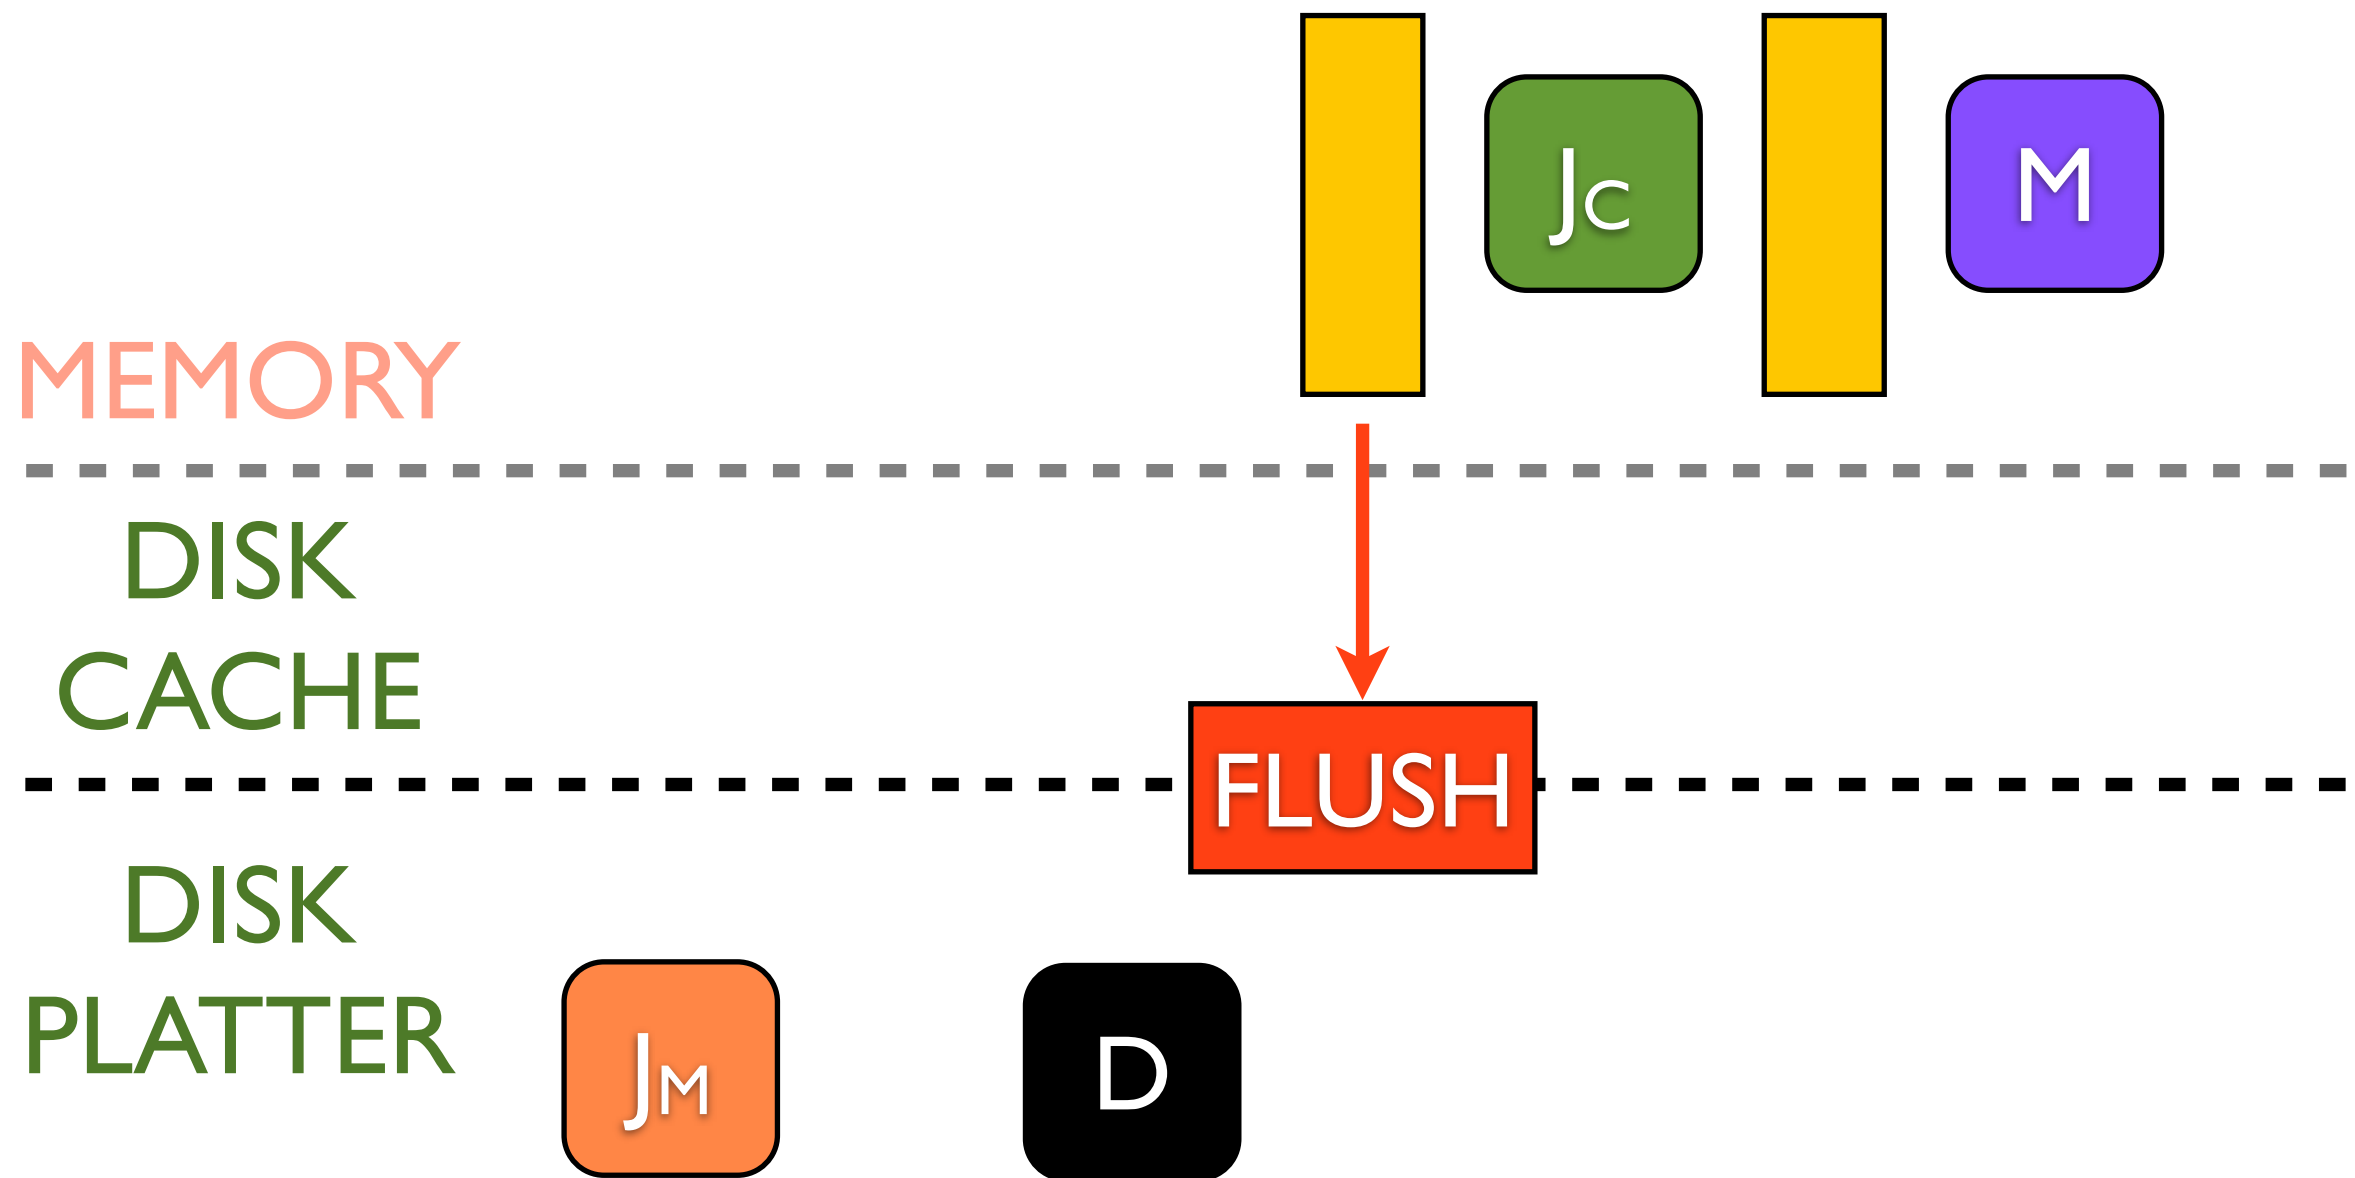 Jc
M
MEMORY
DISK
CACHE
FLUSH
DISK
PLATTER
JM
D